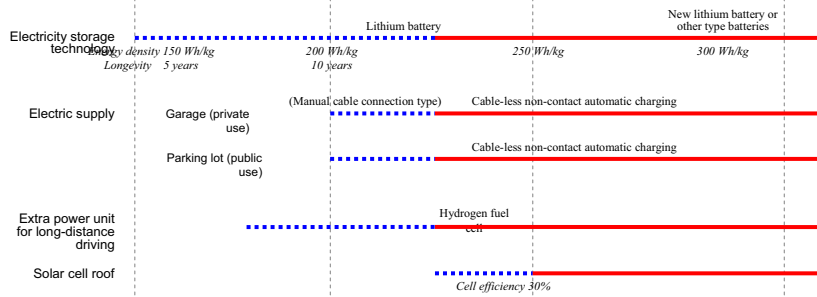 Lithium battery
New lithium battery or
other type batteries
Electricity storage
technology
Energy density 150 Wh/kg
200 Wh/kg
250 Wh/kg
300 Wh/kg
Longevity 5 years
10 years
Electric supply
Garage (private
use)
(Manual cable connection type)
Cable-less non-contact automatic charging
Parking lot (public
use)
Cable-less non-contact automatic charging
Extra power unit
for long-distance
driving
Hydrogen fuel
cell
Solar cell roof
Cell efficiency 30%